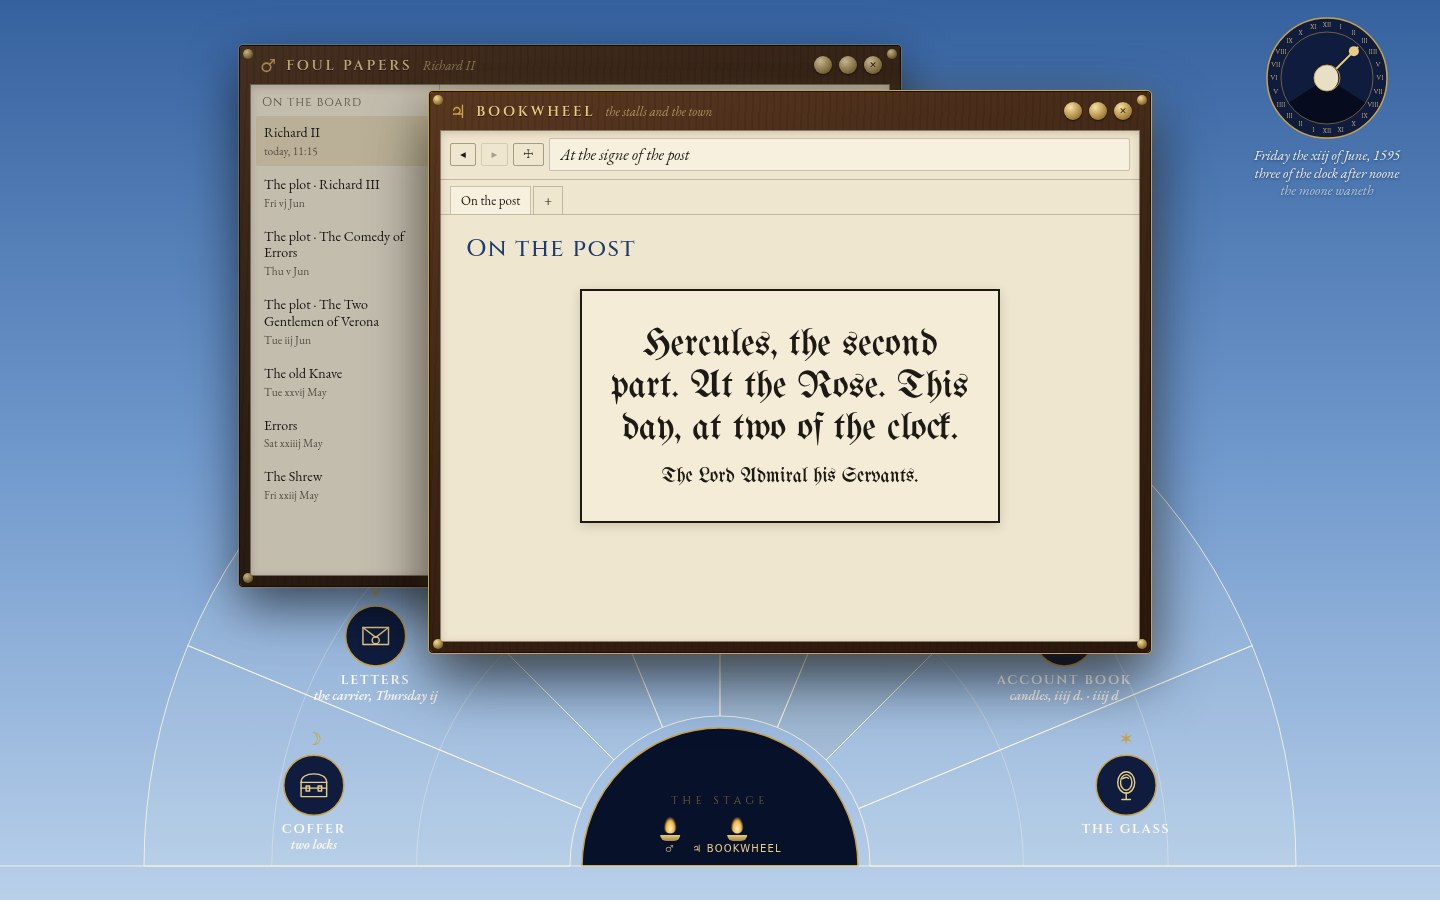 FOUL PAPERS Richard II
On the board
Richard II
today, 11:15
The plot · Richard III
Fri vj Jun
The plot · The Comedy of
Errors
Thu v Jun
The plot · The Two
Gentlemen of Verona
Tue iij Jun
The old Knave
Tue xxvij May
Errors
Sat xxiiij May
The Shrew
Fri xxiij May
BOOKWHEEL the stalls and the town
At the signe of the post
On the post +
On the post
Hercules, the second
part. At the Rose. This
day, at two of the clock.
The Lord Admiral his Servants.
Friday the xiij of June, 1595
three of the clock after noone
the moone waneth
LETTERS
the carrier, Thursday ij
COFFER
two locks
ACCOUNT BOOK
candles, iiij d. · iiij d
THE GLASS
THE STAGE
♂ ♃ BOOKWHEEL